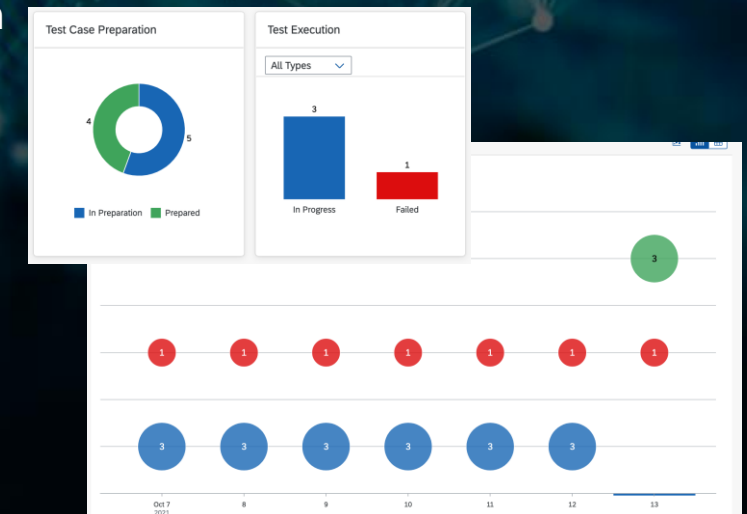 Test Case Preparation
4
5
In Preparation Prepared
Test Execution
All Types
3
1
In Progress Failed
3
1 1 1 1 1 1 1
3 3 3 3 3 3
Oct 7 8 9 10 11 12 13
2021